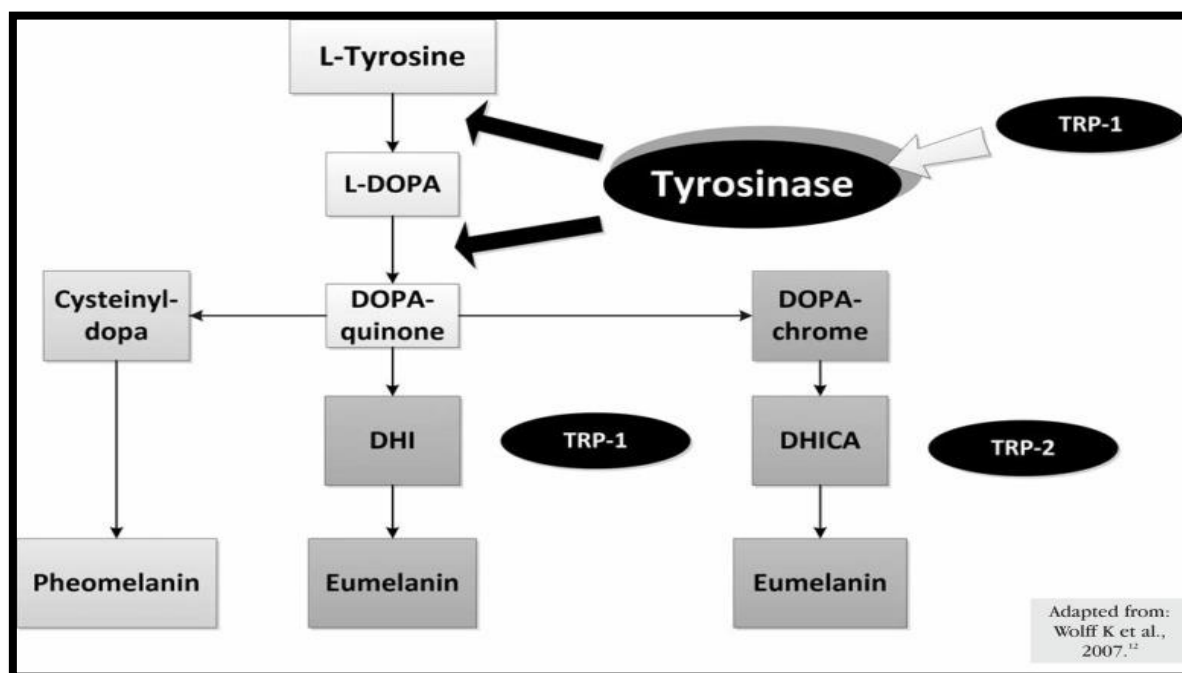 L-Tyrosine
TRP-1
L-DOPA
Tyrosinase
Cysteinyl-
dopa
DOPA-
quinone
DOPA-
chrome
DHI
TRP-1
DHICA
TRP-2
Pheomelanin
Eumelanin
Eumelanin
Adapted from:
Wolff K et al.,
2007.¹²